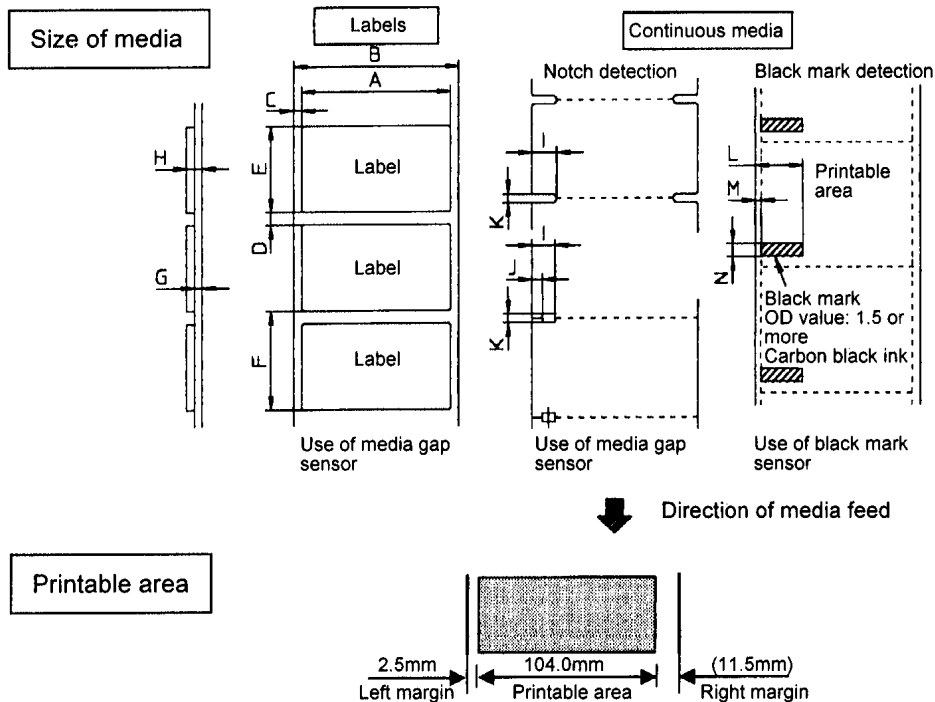 Size of media
Labels
B
A
C
E
D
F
H
G
Label
Label
Label
Use of media gap
sensor
Continuous media
Notch detection
I
K
I
J
K
Use of media gap
sensor
Black mark detection
L
M
N
Printable
area
Black mark
OD value: 1.5 or
more
Carbon black ink
Use of black mark
sensor
Direction of media feed
Printable area
2.5mm
Left margin
104.0mm
Printable area
(11.5mm)
Right margin